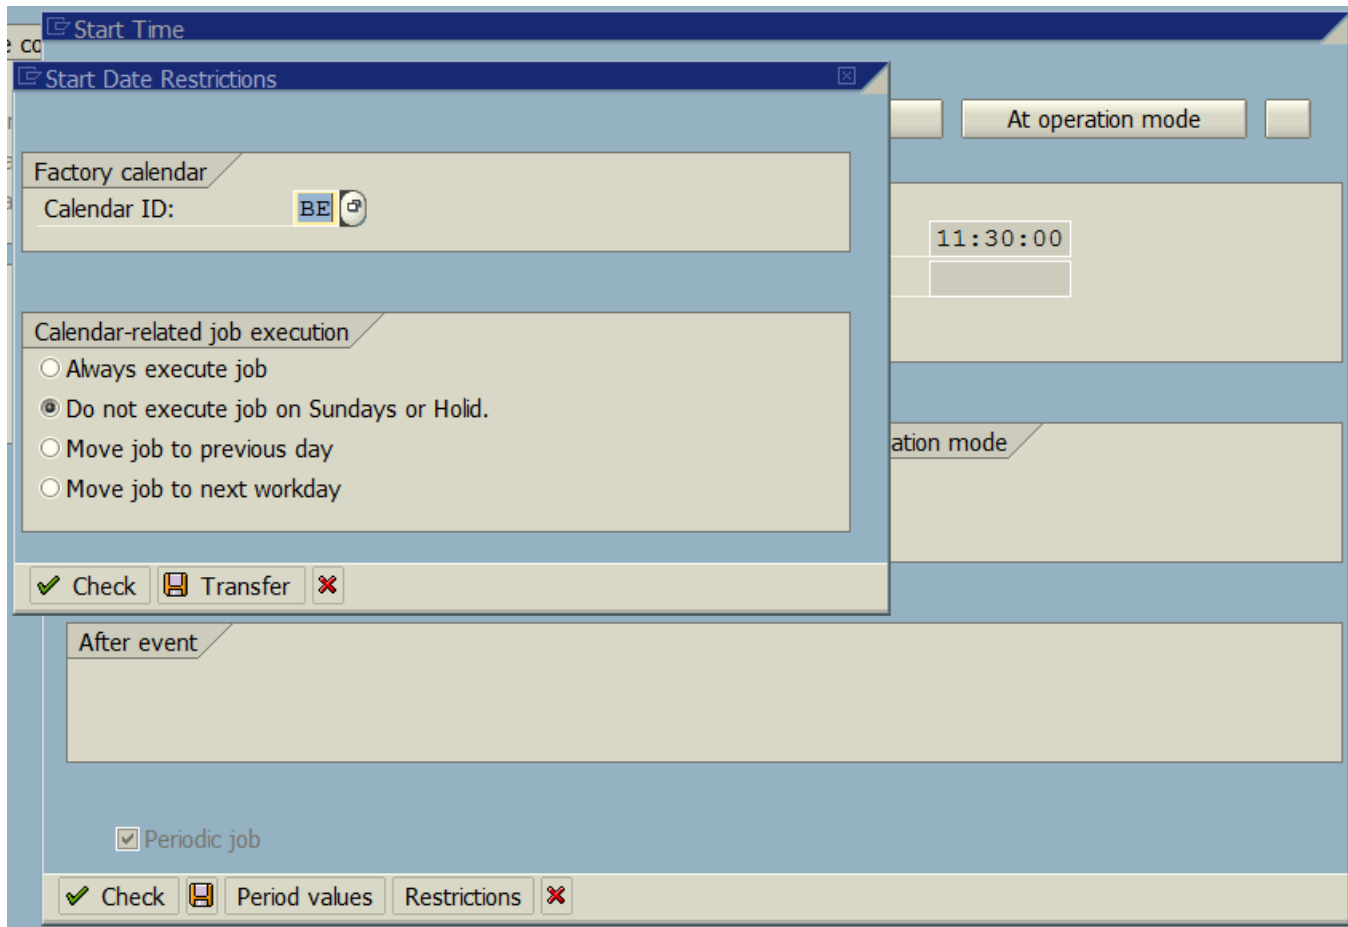 Start Time
e co
Start Date Restrictions
At operation mode
Factory calendar
Calendar ID: BE
11:30:00
Calendar-related job execution
Always execute job
Do not execute job on Sundays or Holid.
Move job to previous day
ation mode
Move job to next workday
Check Transfer
After event
Periodic job
Check Period values Restrictions